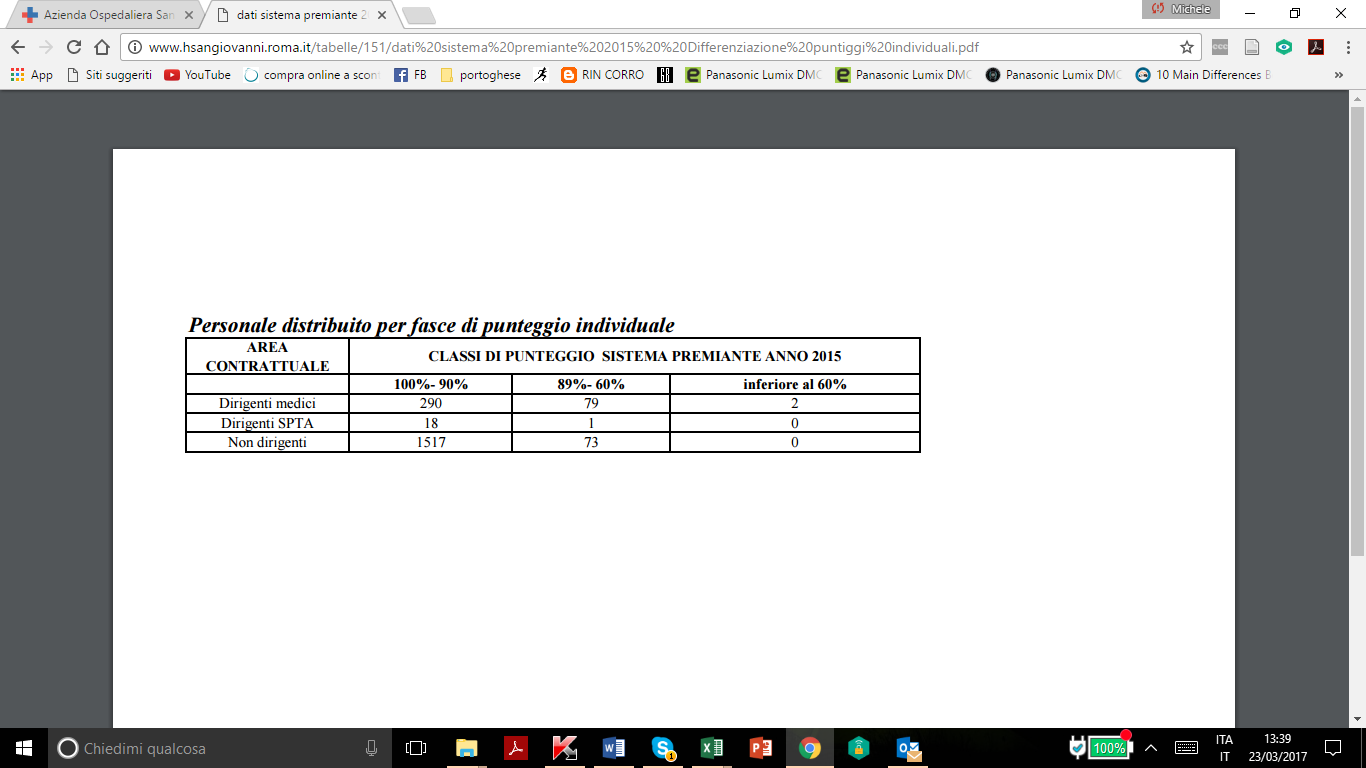 Azienda Ospedaliera San
dati sistema premiante 2
Michele
www.hsangiovanni.roma.it/tabelle/151/dati%20sistema%20premiante%202015%20%20Differenziazione%20puntiggi%20individuali.pdf
App Siti suggeriti YouTube compra online a scon FB portoghese RIN CORRO Panasonic Lumix DMC Panasonic Lumix DMC Panasonic Lumix DMC 10 Main Differences B »
Personale distribuito per fasce di punteggio individuale
AREA CONTRATTUALE CLASSI DI PUNTEGGIO SISTEMA PREMIANTE ANNO 2015
100%- 90% 89%- 60% inferiore al 60%
Dirigenti medici 290 79 2
Dirigenti SPTA 18 1 0
Non dirigenti 1517 73 0
Chiedimi qualcosa
100%
ITA
IT
13:39
23/03/2017